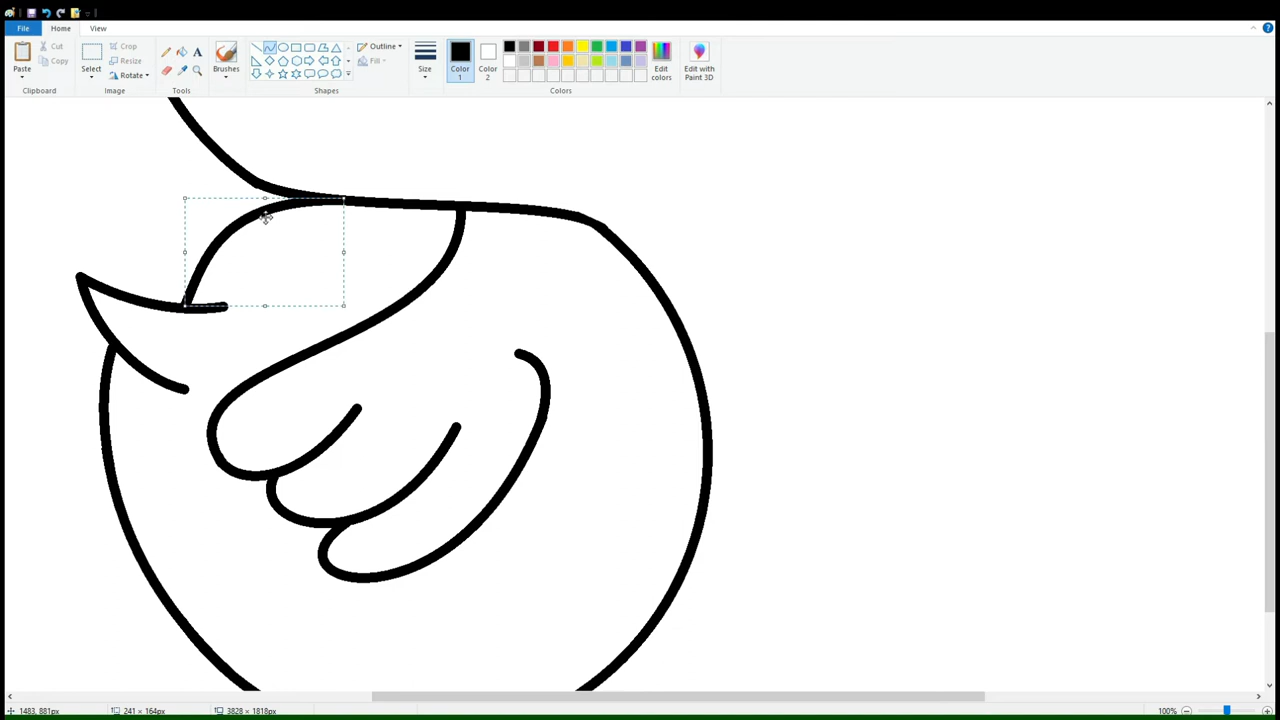 File Home View
Paste Cut Copy Clipboard
Select Crop Resize Rotate Image
A Tools
Brushes
Outline Fill Shapes
Size
Color 1 Color 2 Edit colors Colors
Edit with Paint 3D
1483, 881px 241 × 164px 3828 × 1818px 100%